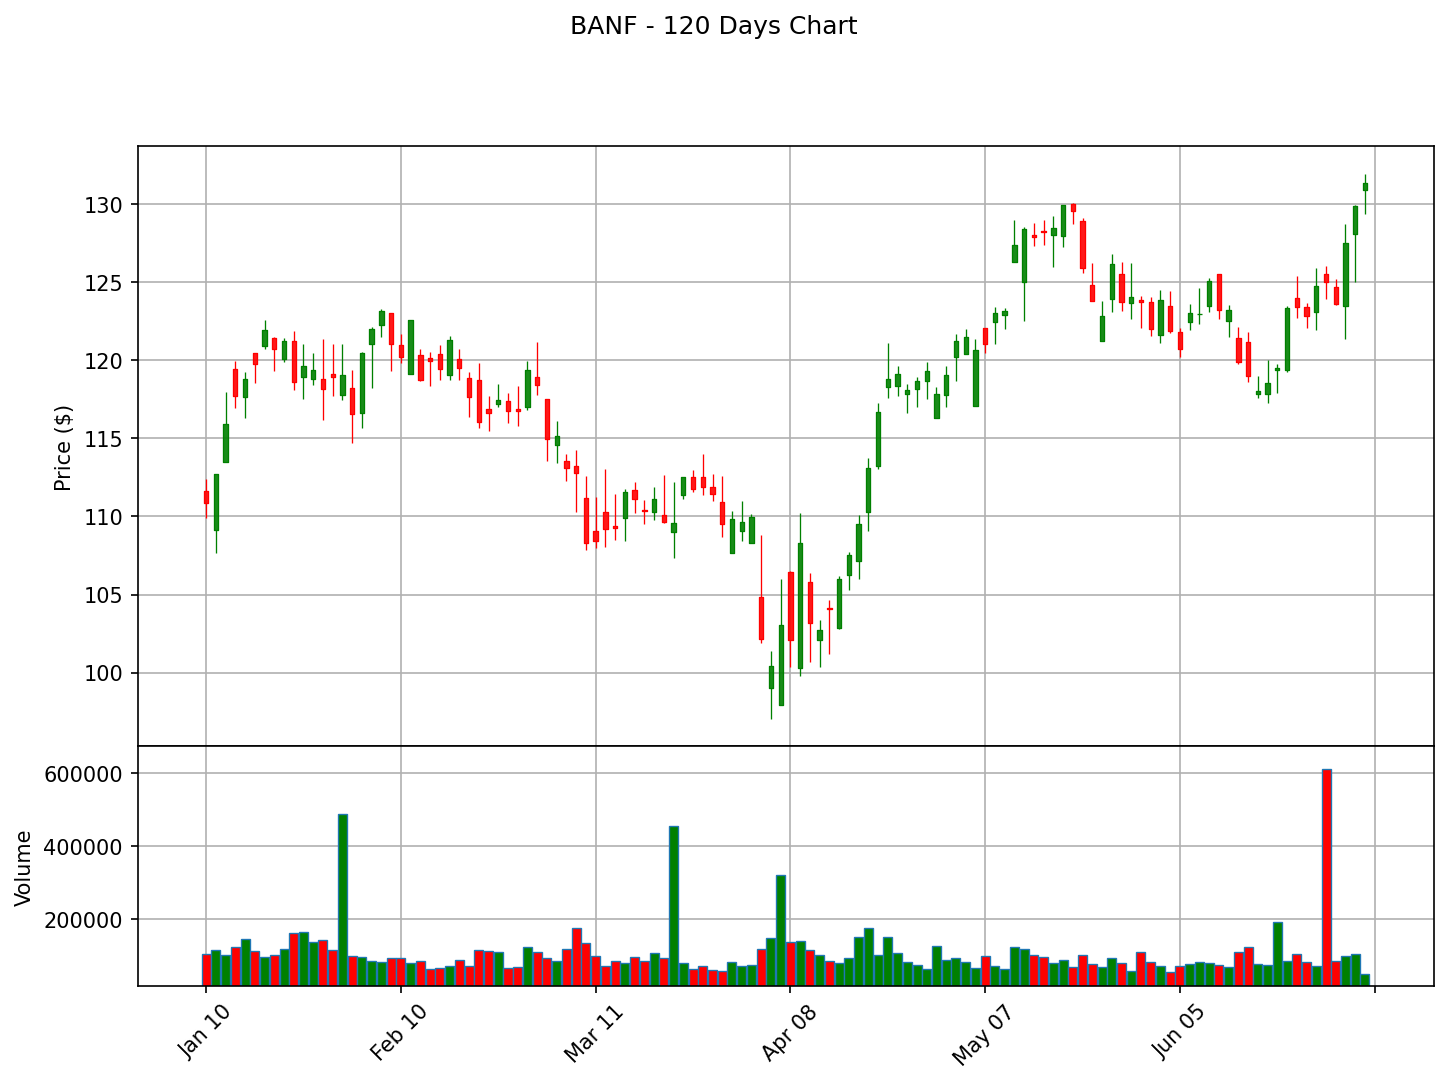 BANF - 120 Days Chart
Price ($)
130
125
120
115
110
105
100
Volume
600000
400000
200000
Jan 10
Feb 10
Mar 11
Apr 08
May 07
Jun 05